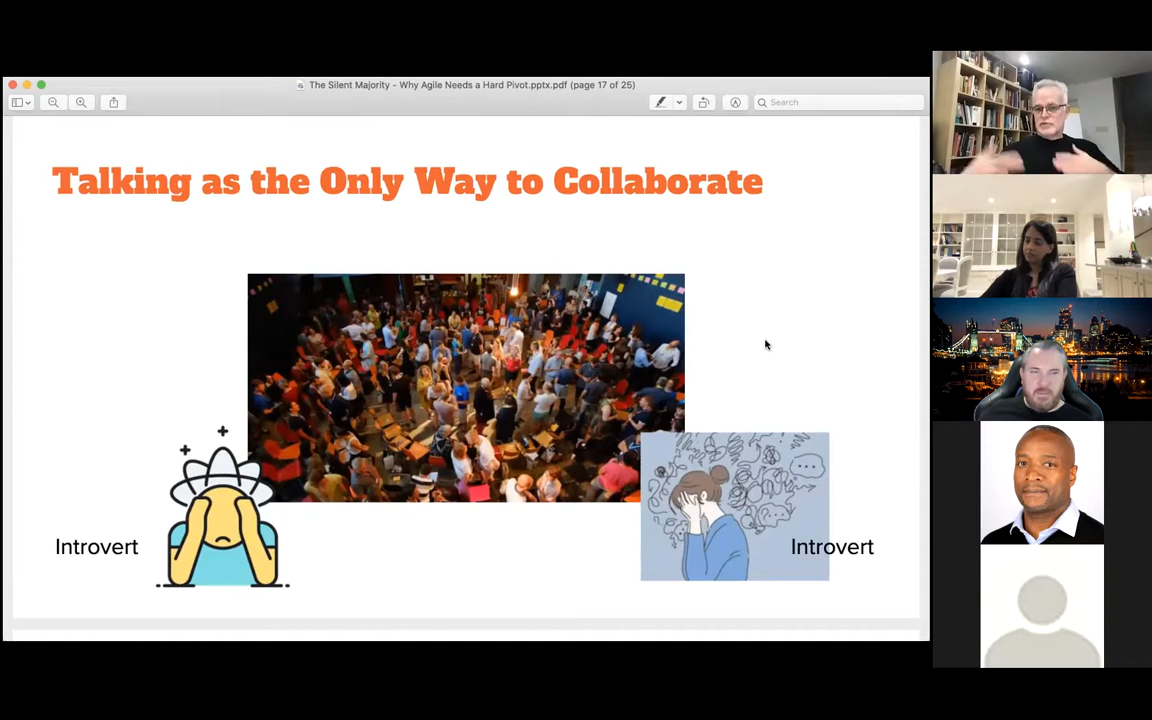 The Silent Majority - Why Agile Needs a Hard Pivot.pptx.pdf (page 17 of 25)
Search
Talking as the Only Way to Collaborate
Introvert
Introvert